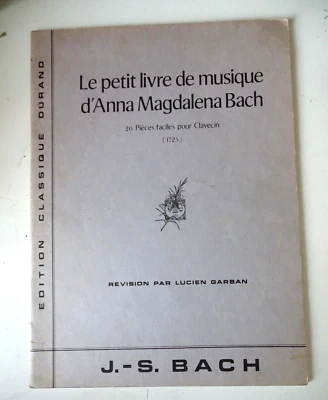 EDITION CLASSIQUE DURAND
Le petit livre de musique
d'Anna Magdalena Bach
20 Pièces faciles pour Clavecin
(1725)
REVISION PAR LUCIEN GARBAN
J.-S. BACH